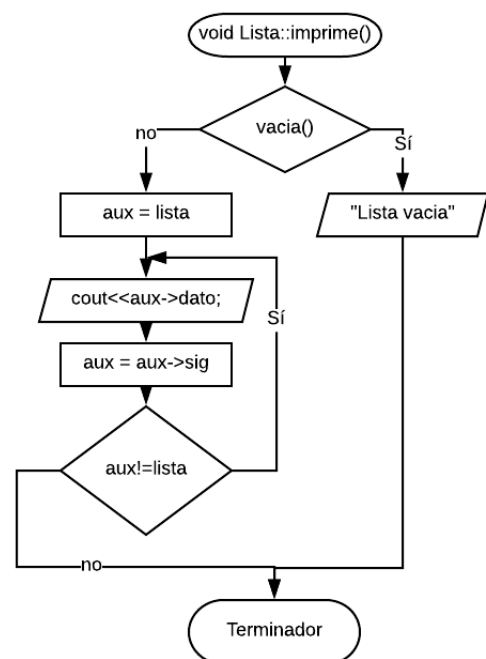 void Lista::imprime()
vacia()
no
Sí
aux = lista
"Lista vacia"
cout<<aux->dato;
Sí
aux = aux->sig
aux!=lista
no
Terminador